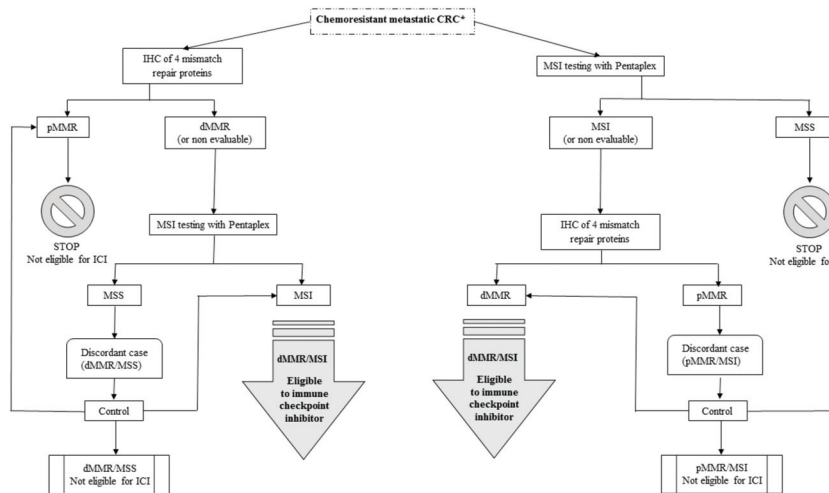 Chemoresistant metastatic CRC*
IHC of 4 mismatch
repair proteins
pMMR
dMMR
(or non evaluable)
STOP
Not eligible for ICI
MSI testing with Pentaplex
MSS
MSI
Discordant case
(dMMR/MSS)
Control
dMMR/MSS
Not eligible for ICI
dMMR/MSI
Eligible
to immune
checkpoint
inhibitor
MSI testing with Pentaplex
MSI
(or non evaluable)
MSS
STOP
Not eligible fo
IHC of 4 mismatch
repair proteins
dMMR
pMMR
dMMR/MSI
Eligible
to immune
checkpoint
inhibitor
Discordant case
(pMMR/MSI)
Control
pMMR/MSI
Not eligible for ICI